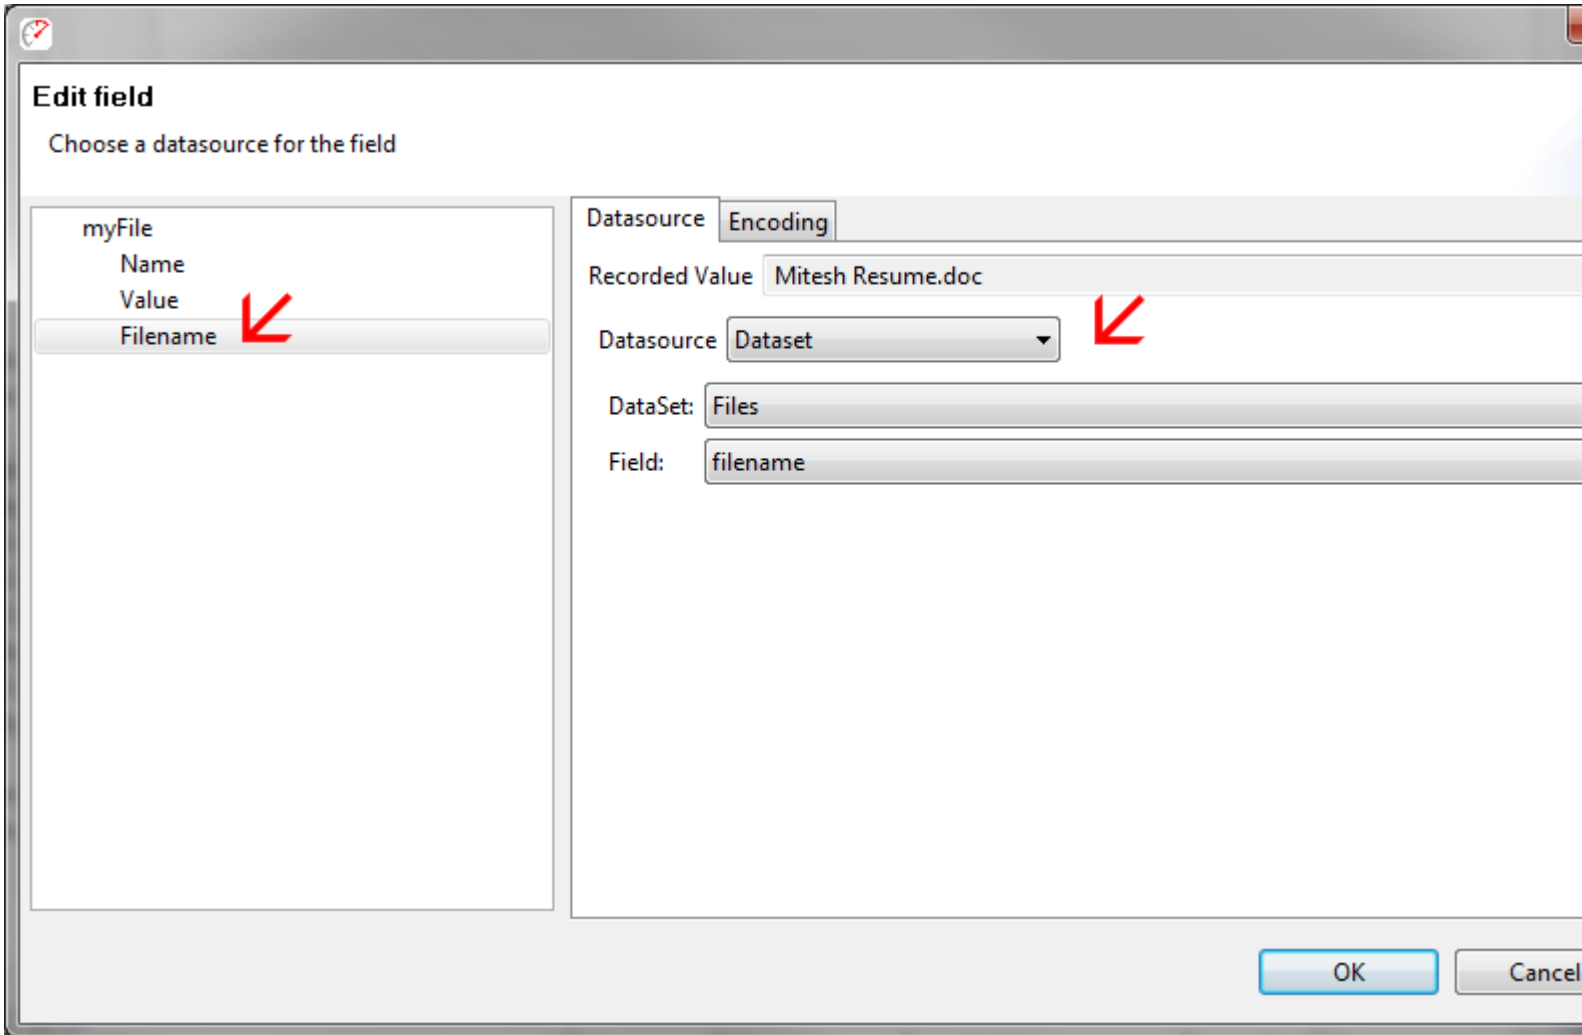 Edit field
Choose a datasource for the field
myFile
Name
Value
Filename
Datasource Encoding
Recorded Value Mitesh Resume.doc
Datasource Dataset
DataSet: Files
Field: filename
OK Cancel